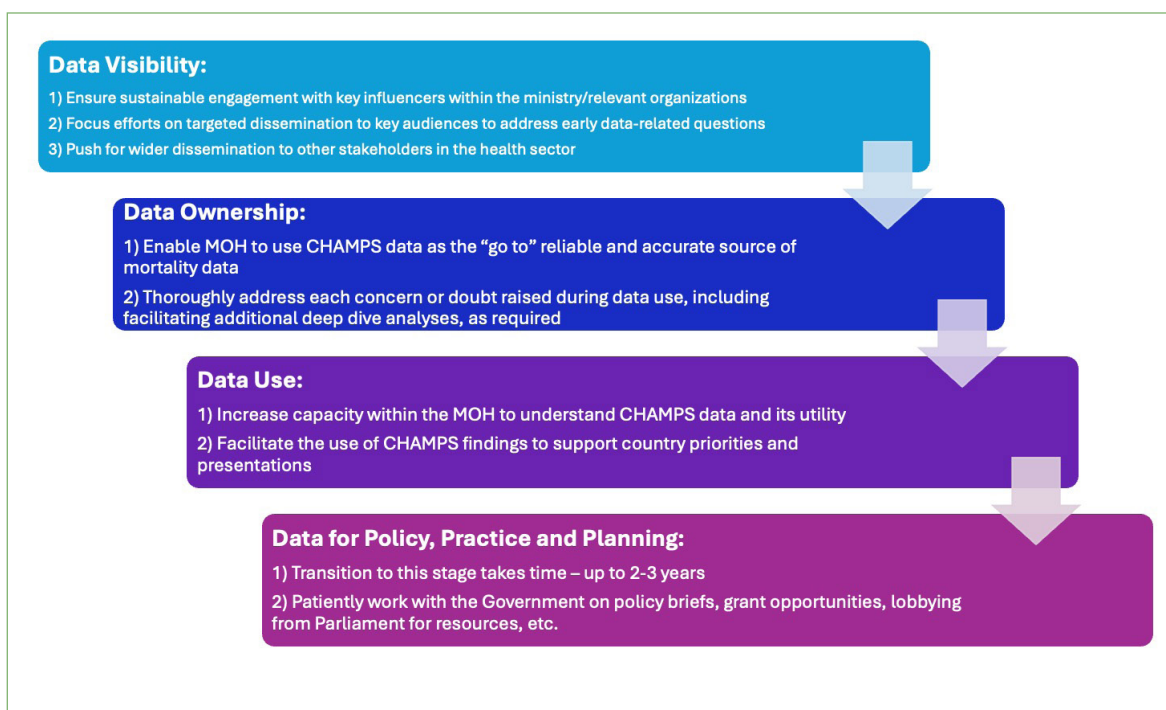 Data Visibility:
1) Ensure sustainable engagement with key influencers within the ministry/relevant organizations
2) Focus efforts on targeted dissemination to key audiences to address early data-related questions
3) Push for wider dissemination to other stakeholders in the health sector
Data Ownership:
1) Enable MOH to use CHAMPS data as the “go to” reliable and accurate source of
mortality data
2) Thoroughly address each concern or doubt raised during data use, including
facilitating additional deep dive analyses, as required
Data Use:
1) Increase capacity within the MOH to understand CHAMPS data and its utility
2) Facilitate the use of CHAMPS findings to support country priorities and
presentations
Data for Policy, Practice and Planning:
1) Transition to this stage takes time – up to 2-3 years
2) Patiently work with the Government on policy briefs, grant opportunities, lobbying
from Parliament for resources, etc.